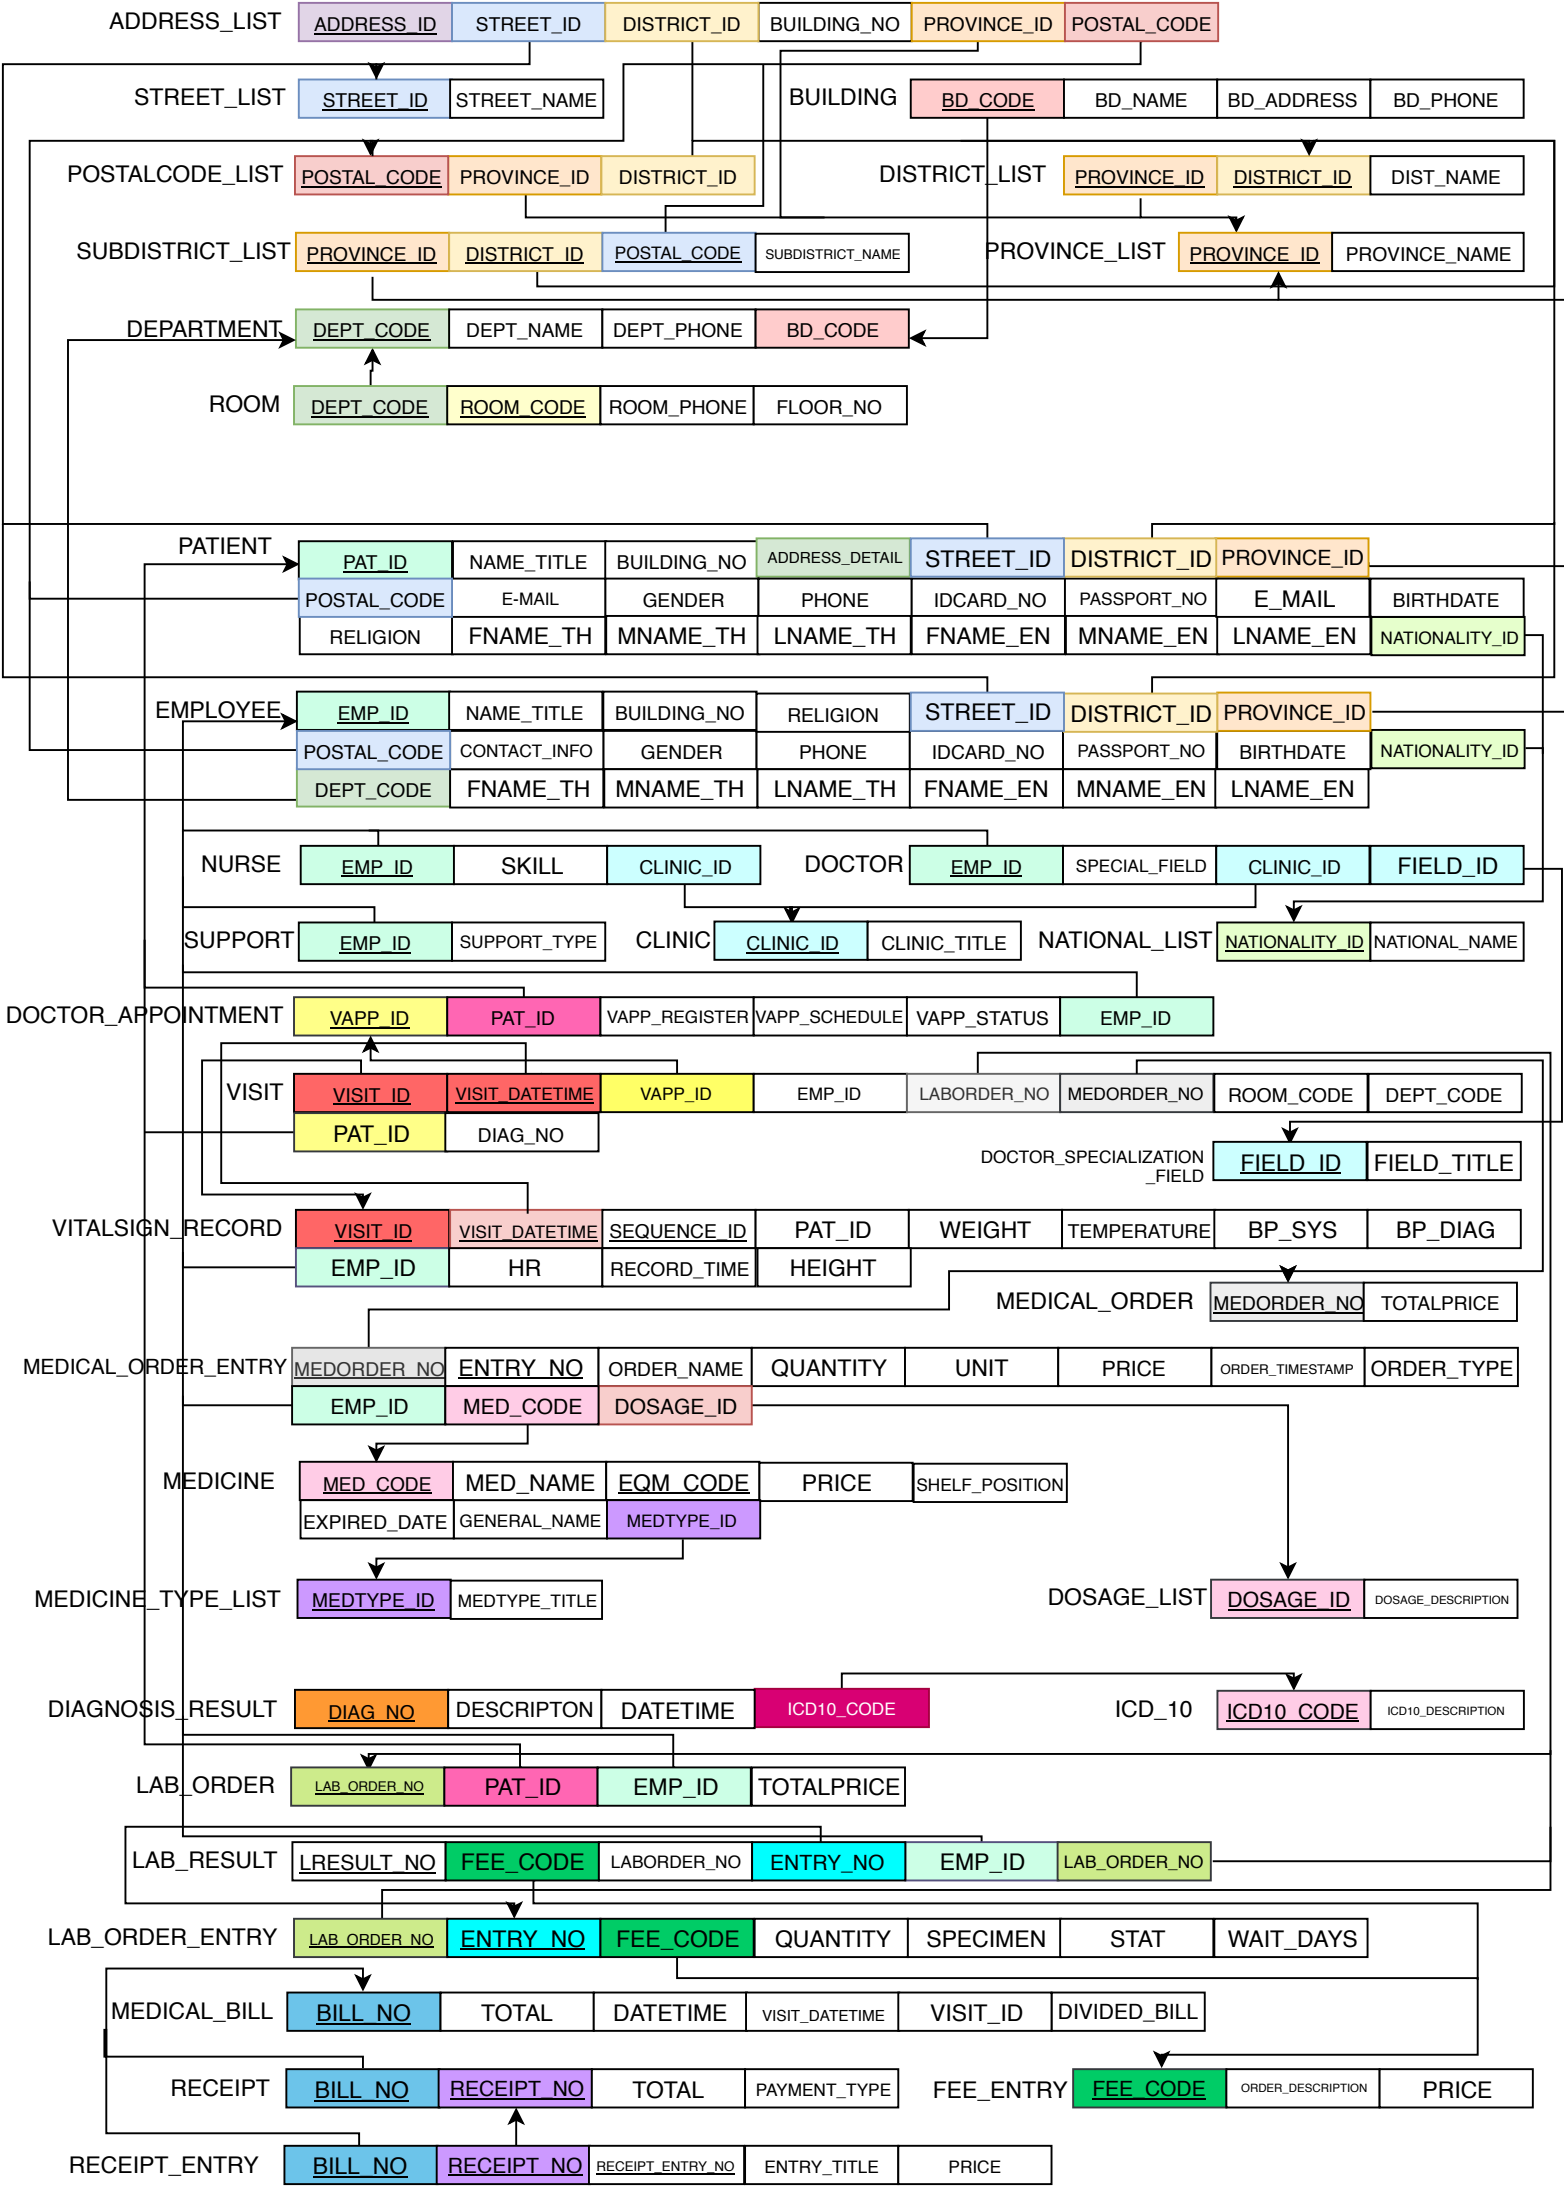 ADDRESS_LIST ADDRESS_ID STREET_ID DISTRICT_ID BUILDING_NO PROVINCE_ID POSTAL_CODE
STREET_LIST STREET_ID STREET_NAME BUILDING BD_CODE BD_NAME BD_ADDRESS BD_PHONE
POSTALCODE_LIST POSTAL_CODE PROVINCE_ID DISTRICT_ID DISTRICT_LIST PROVINCE_ID DISTRICT_ID DIST_NAME
SUBDISTRICT_LIST PROVINCE_ID DISTRICT_ID POSTAL_CODE SUBDISTRICT_NAME PROVINCE_LIST PROVINCE_ID PROVINCE_NAME
DEPARTMENT DEPT_CODE DEPT_NAME DEPT_PHONE BD_CODE
ROOM DEPT_CODE ROOM_CODE ROOM_PHONE FLOOR_NO
PATIENT PAT_ID NAME_TITLE BUILDING_NO ADDRESS_DETAIL STREET_ID DISTRICT_ID PROVINCE_ID
POSTAL_CODE E-MAIL GENDER PHONE IDCARD_NO PASSPORT_NO E_MAIL BIRTHDATE
RELIGION FNAME_TH MNAME_TH LNAME_TH FNAME_EN MNAME_EN LNAME_EN NATIONALITY_ID
EMPLOYEE EMP_ID NAME_TITLE BUILDING_NO RELIGION STREET_ID DISTRICT_ID PROVINCE_ID
POSTAL_CODE CONTACT_INFO GENDER PHONE IDCARD_NO PASSPORT_NO BIRTHDATE NATIONALITY_ID
DEPT_CODE FNAME_TH MNAME_TH LNAME_TH FNAME_EN MNAME_EN LNAME_EN
NURSE EMP_ID SKILL CLINIC_ID DOCTOR EMP_ID SPECIAL_FIELD CLINIC_ID FIELD_ID
SUPPORT EMP_ID SUPPORT_TYPE CLINIC CLINIC_ID CLINIC_TITLE NATIONAL_LIST NATIONALITY_ID NATIONAL_NAME
DOCTOR_APPOINTMENT VAPP_ID PAT_ID VAPP_REGISTER VAPP_SCHEDULE VAPP_STATUS EMP_ID
VISIT VISIT_ID VISIT_DATETIME VAPP_ID EMP_ID LABORDER_NO MEDORDER_NO ROOM_CODE DEPT_CODE
PAT_ID DIAG_NO
DOCTOR_SPECIALIZATION
_FIELD FIELD_ID FIELD_TITLE
VITALSIGN_RECORD VISIT_ID VISIT_DATETIME SEQUENCE_ID PAT_ID WEIGHT TEMPERATURE BP_SYS BP_DIAG
EMP_ID HR RECORD_TIME HEIGHT
MEDICAL_ORDER MEDORDER_NO TOTALPRICE
MEDICAL_ORDER_ENTRY MEDORDER_NO ENTRY_NO ORDER_NAME QUANTITY UNIT PRICE ORDER_TIMESTAMP ORDER_TYPE
EMP_ID MED_CODE DOSAGE_ID
MEDICINE MED_CODE MED_NAME EQM_CODE PRICE SHELF_POSITION
EXPIRED_DATE GENERAL_NAME MEDTYPE_ID
MEDICINE_TYPE_LIST MEDTYPE_ID MEDTYPE_TITLE DOSAGE_LIST DOSAGE_ID DOSAGE_DESCRIPTION
DIAGNOSIS_RESULT DIAG_NO DESCRIPTON DATETIME ICD10_CODE ICD_10 ICD10_CODE ICD10_DESCRIPTION
LAB_ORDER LAB_ORDER_NO PAT_ID EMP_ID TOTALPRICE
LAB_RESULT LRESULT_NO FEE_CODE LABORDER_NO ENTRY_NO EMP_ID LAB_ORDER_NO
LAB_ORDER_ENTRY LAB_ORDER_NO ENTRY_NO FEE_CODE QUANTITY SPECIMEN STAT WAIT_DAYS
MEDICAL_BILL BILL_NO TOTAL DATETIME VISIT_DATETIME VISIT_ID DIVIDED_BILL
RECEIPT BILL_NO RECEIPT_NO TOTAL PAYMENT_TYPE FEE_ENTRY FEE_CODE ORDER_DESCRIPTION PRICE
RECEIPT_ENTRY BILL_NO RECEIPT_NO RECEIPT_ENTRY_NO ENTRY_TITLE PRICE